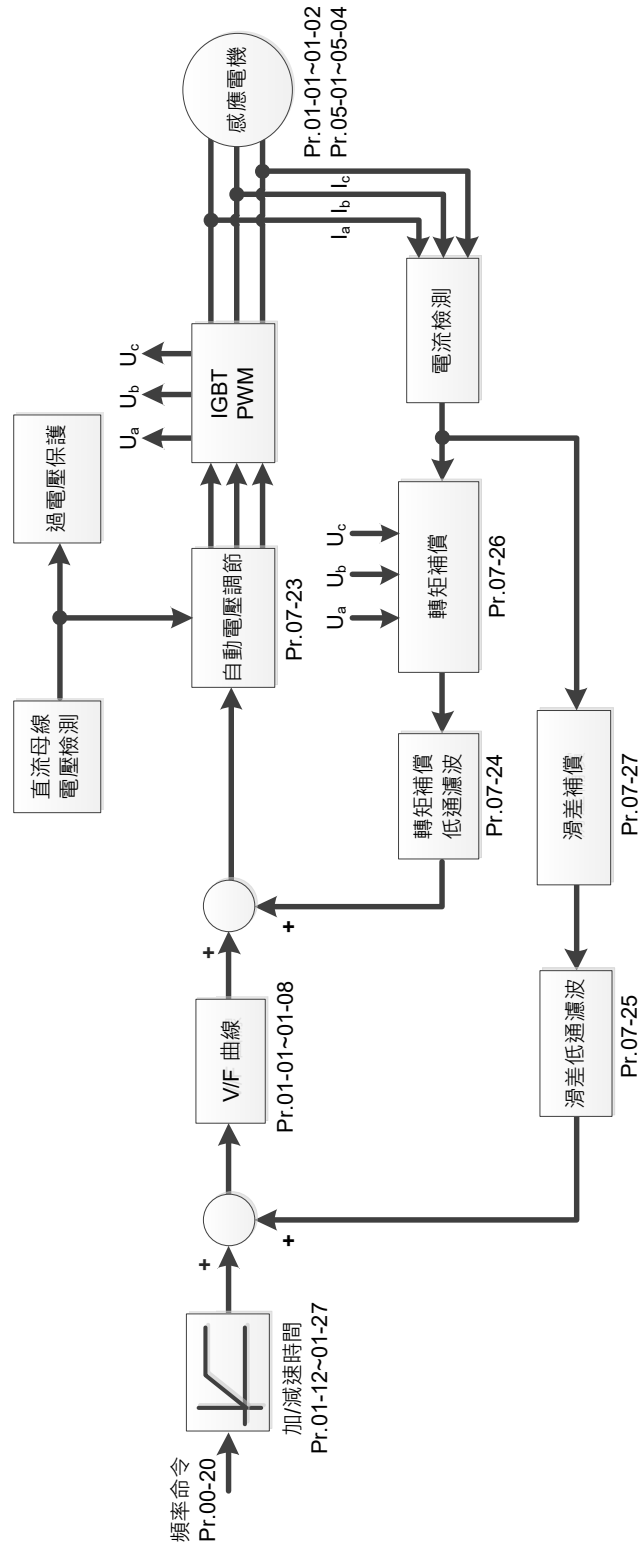 頻率命令
Pr.00-20
加/減速時間
Pr.01-12~01-27
+
+
V/F 曲線
Pr.01-01~01-08
+
+
直流母線
電壓檢測
過電壓保護
自動電壓調節
Pr.07-23
IGBT
PWM
Ua
Ub
Uc
感應電機
Pr.01-01~01-02
Pr.05-01~05-04
Ia
Ib
Ic
電流檢測
Ua
Ub
Uc
轉矩補償
Pr.07-26
轉矩補償
低通濾波
Pr.07-24
滑差補償
Pr.07-27
滑差低通濾波
Pr.07-25